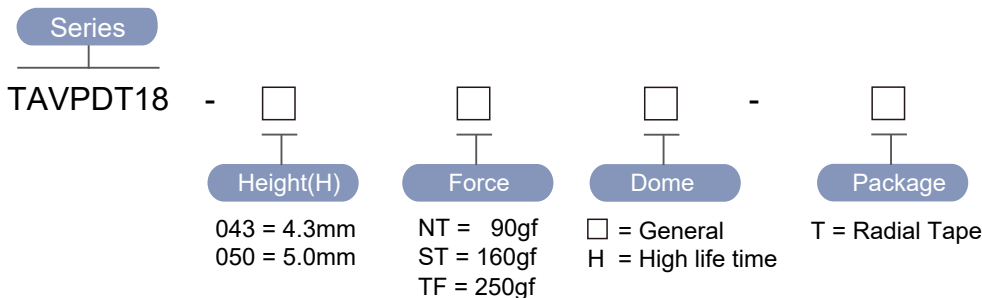 Series
TAVPDT18 - □ □ □ - □
Height(H) Force Dome Package
043 = 4.3mm NT = 90gf □ = General T = Radial Tape
050 = 5.0mm ST = 160gf H = High life time
TF = 250gf